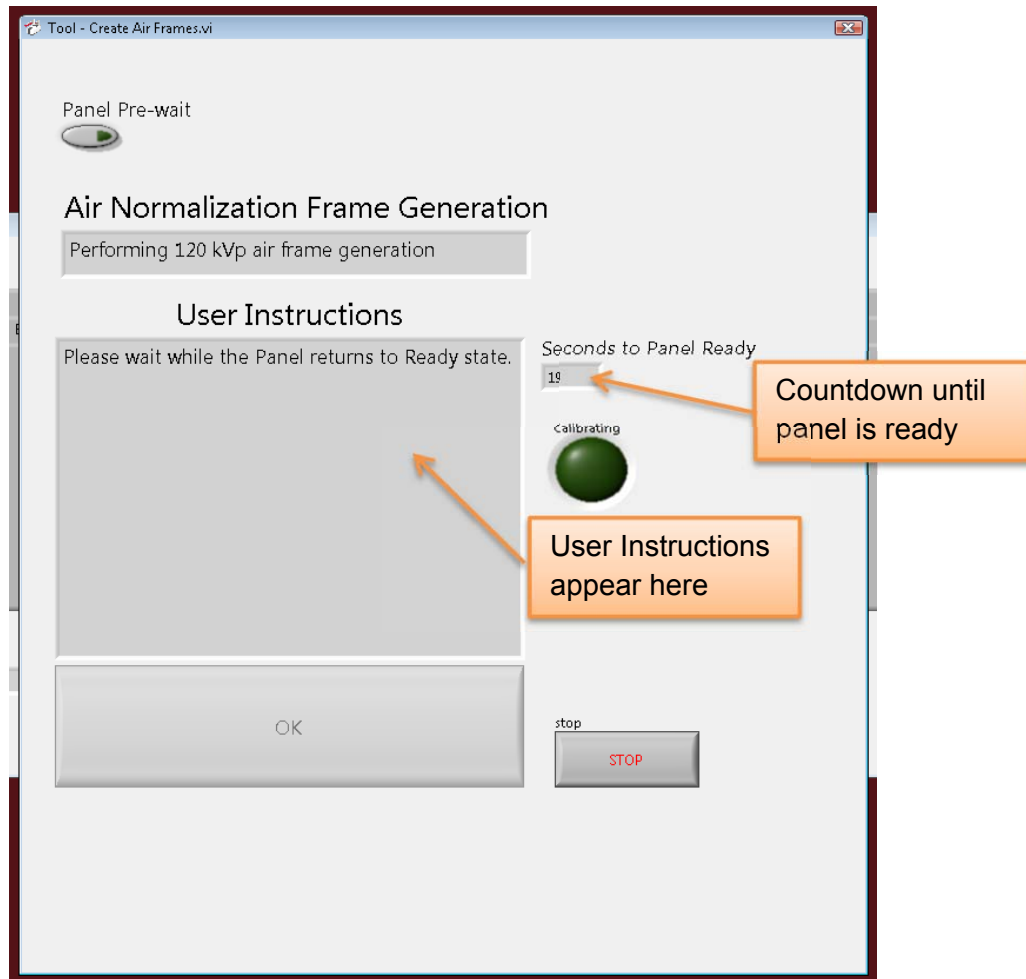 Tool - Create Air Frames.vi
Panel Pre-wait
Air Normalization Frame Generation
Performing 120 kVp air frame generation
User Instructions
Please wait while the Panel returns to Ready state.
Seconds to Panel Ready
19
Countdown until
panel is ready
Calibrating
User Instructions
appear here
OK
stop
STOP